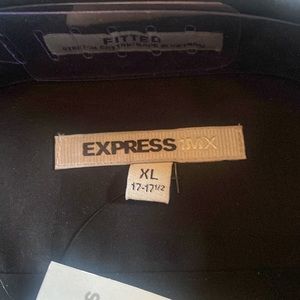 FITTED
EXPRESS 1MX
XL
17-17½
S